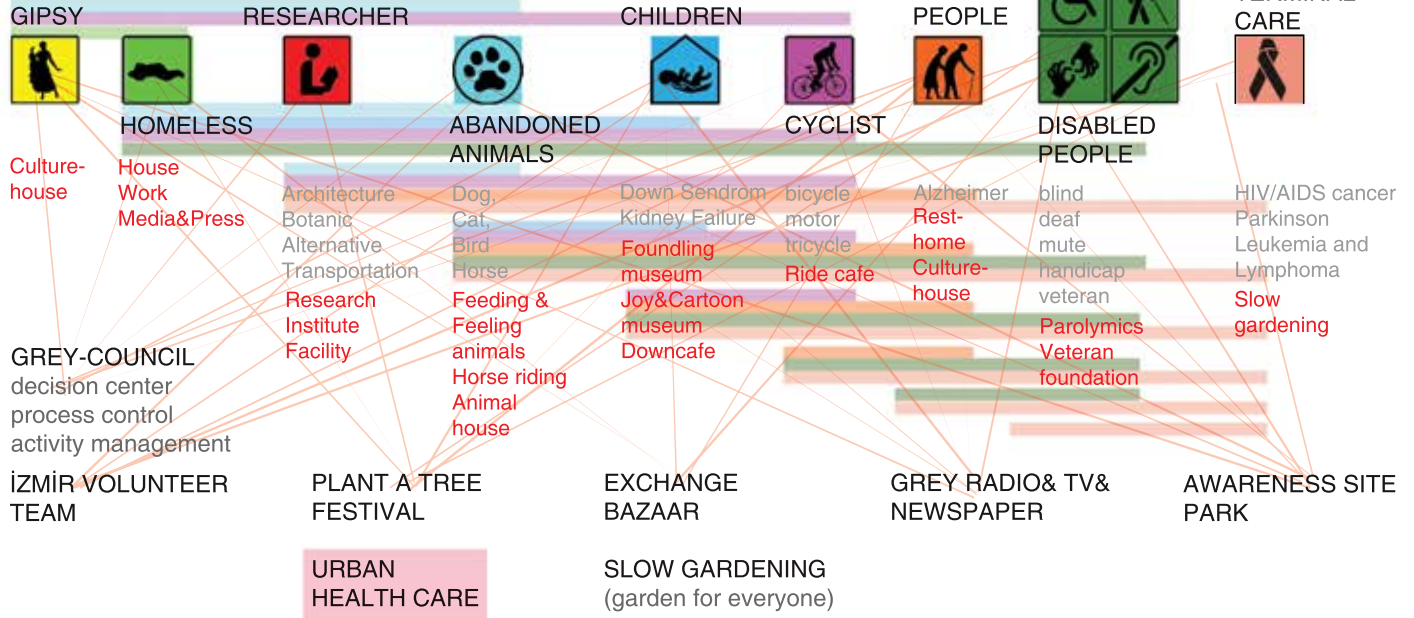 GIPSY
RESEARCHER
CHILDREN
PEOPLE
TERMINAL
CARE
HOMELESS
ABANDONED
ANIMALS
CYCLIST
DISABLED
PEOPLE
Culture-
house
House
Work
Media&Press
Architecture
Botanic
Alternative
Transportation
Research
Institute
Facility
Dog,
Cat,
Bird
Horse
Feeding &
Feeling
animals
Horse riding
Animal
house
Down Sendrom
Kidney Failure
Foundling
museum
Joy&Cartoon
museum
Downcafe
bicycle
motor
tricycle
Ride cafe
Alzheimer
Rest-
home
Culture-
house
blind
deaf
mute
handicap
veteran
Parolymics
Veteran
foundation
HIV/AIDS cancer
Parkinson
Leukemia and
Lymphoma
Slow
gardening
GREY-COUNCIL
decision center
process control
activity management
İZMİR VOLUNTEER
TEAM
PLANT A TREE
FESTIVAL
EXCHANGE
BAZAAR
GREY RADIO& TV&
NEWSPAPER
AWARENESS SITE
PARK
URBAN
HEALTH CARE
SLOW GARDENING
(garden for everyone)